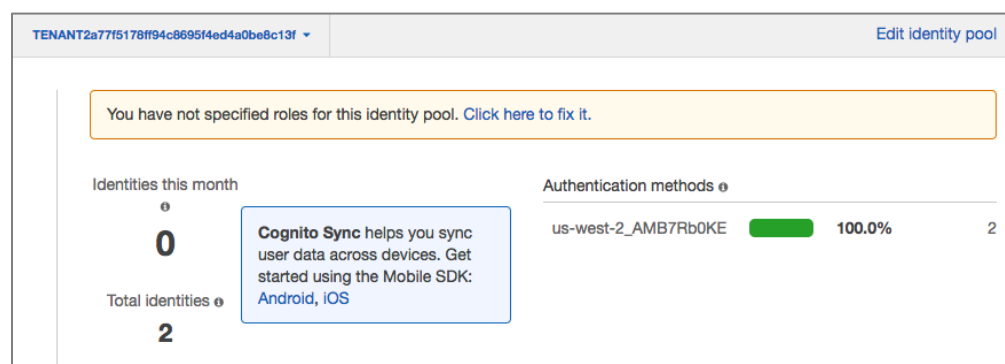 TENANT2a77f5178ff94c8695f4ed4a0be8c13f
Edit identity pool
You have not specified roles for this identity pool. Click here to fix it.
Identities this month
0
Cognito Sync helps you sync
user data across devices. Get
started using the Mobile SDK:
Android, iOS
Total identities
2
Authentication methods
us-west-2_AMB7Rb0KE 100.0% 2